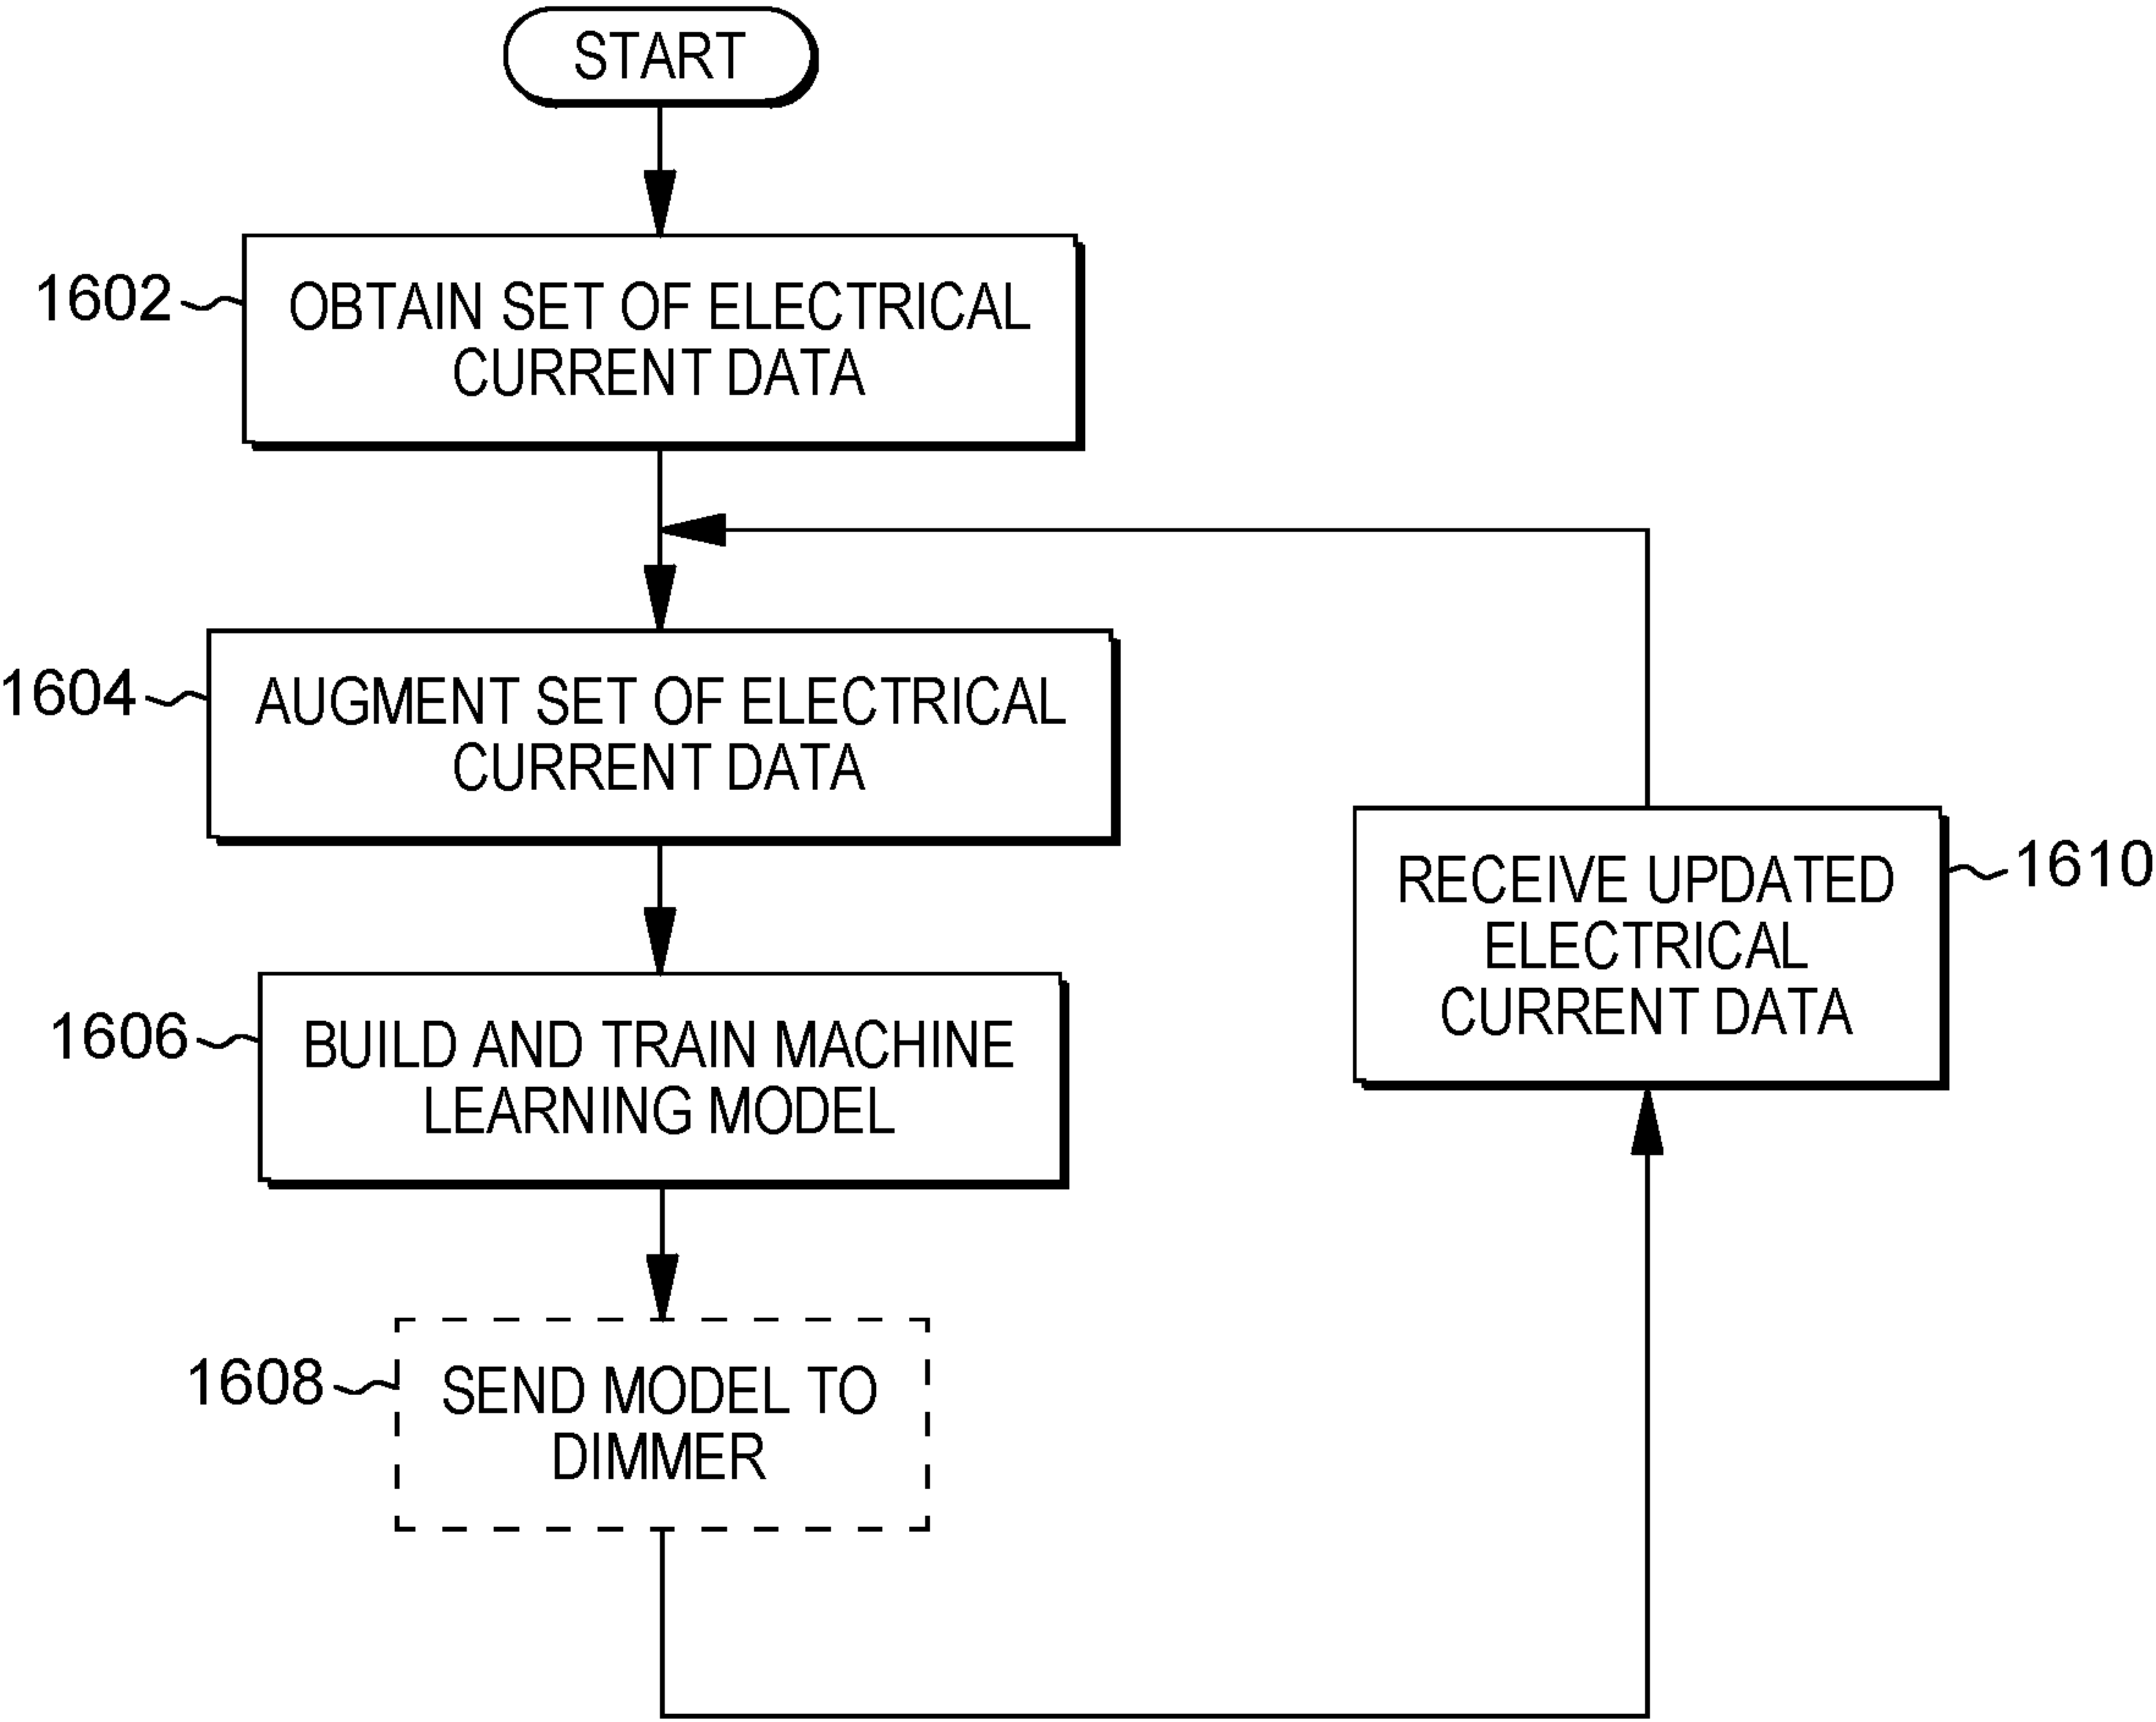 START
1602
OBTAIN SET OF ELECTRICAL
CURRENT DATA
1604
AUGMENT SET OF ELECTRICAL
CURRENT DATA
1606
BUILD AND TRAIN MACHINE
LEARNING MODEL
1608
SEND MODEL TO
DIMMER
RECEIVE UPDATED
ELECTRICAL
CURRENT DATA
1610